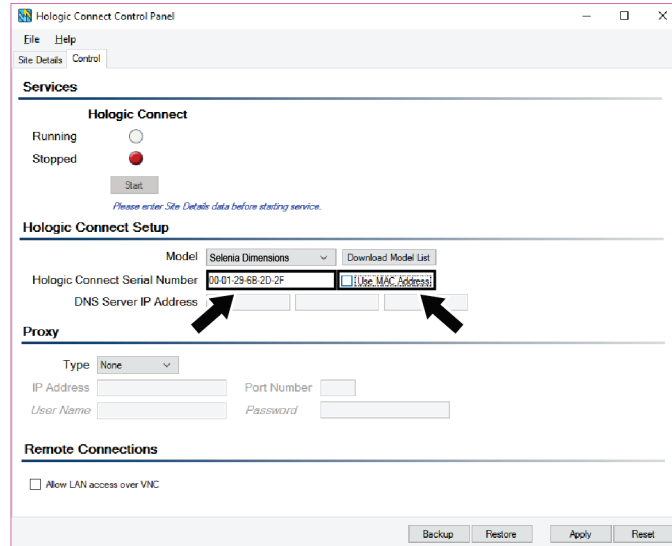 Hologic Connect Control Panel
File Help
Site Details Control
Services
Hologic Connect
Running
Stopped
Start
Please enter Site Details data before starting service.
Hologic Connect Setup
Model Selenia Dimensions Download Model List
Hologic Connect Serial Number 00-01-29-6B-2D-2F Use MAC Address
DNS Server IP Address
Proxy
Type None
IP Address Port Number
User Name Password
Remote Connections
Allow LAN access over VNC
Backup Restore Apply Reset